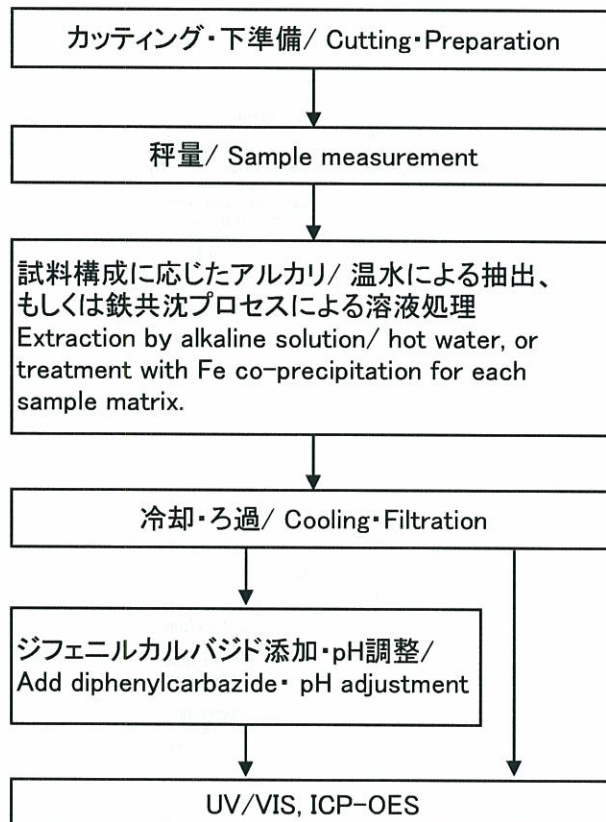 カッティング・下準備/ Cutting・Preparation
秤量/ Sample measurement
試料構成に応じたアルカリ/ 温水による抽出、
もしくは鉄共沈プロセスによる溶液処理
Extraction by alkaline solution/ hot water, or
treatment with Fe co-precipitation for each
sample matrix.
冷却・ろ過/ Cooling・Filtration
ジフェニルカルバジド添加・pH調整/
Add diphenylcarbazide・ pH adjustment
UV/VIS, ICP-OES